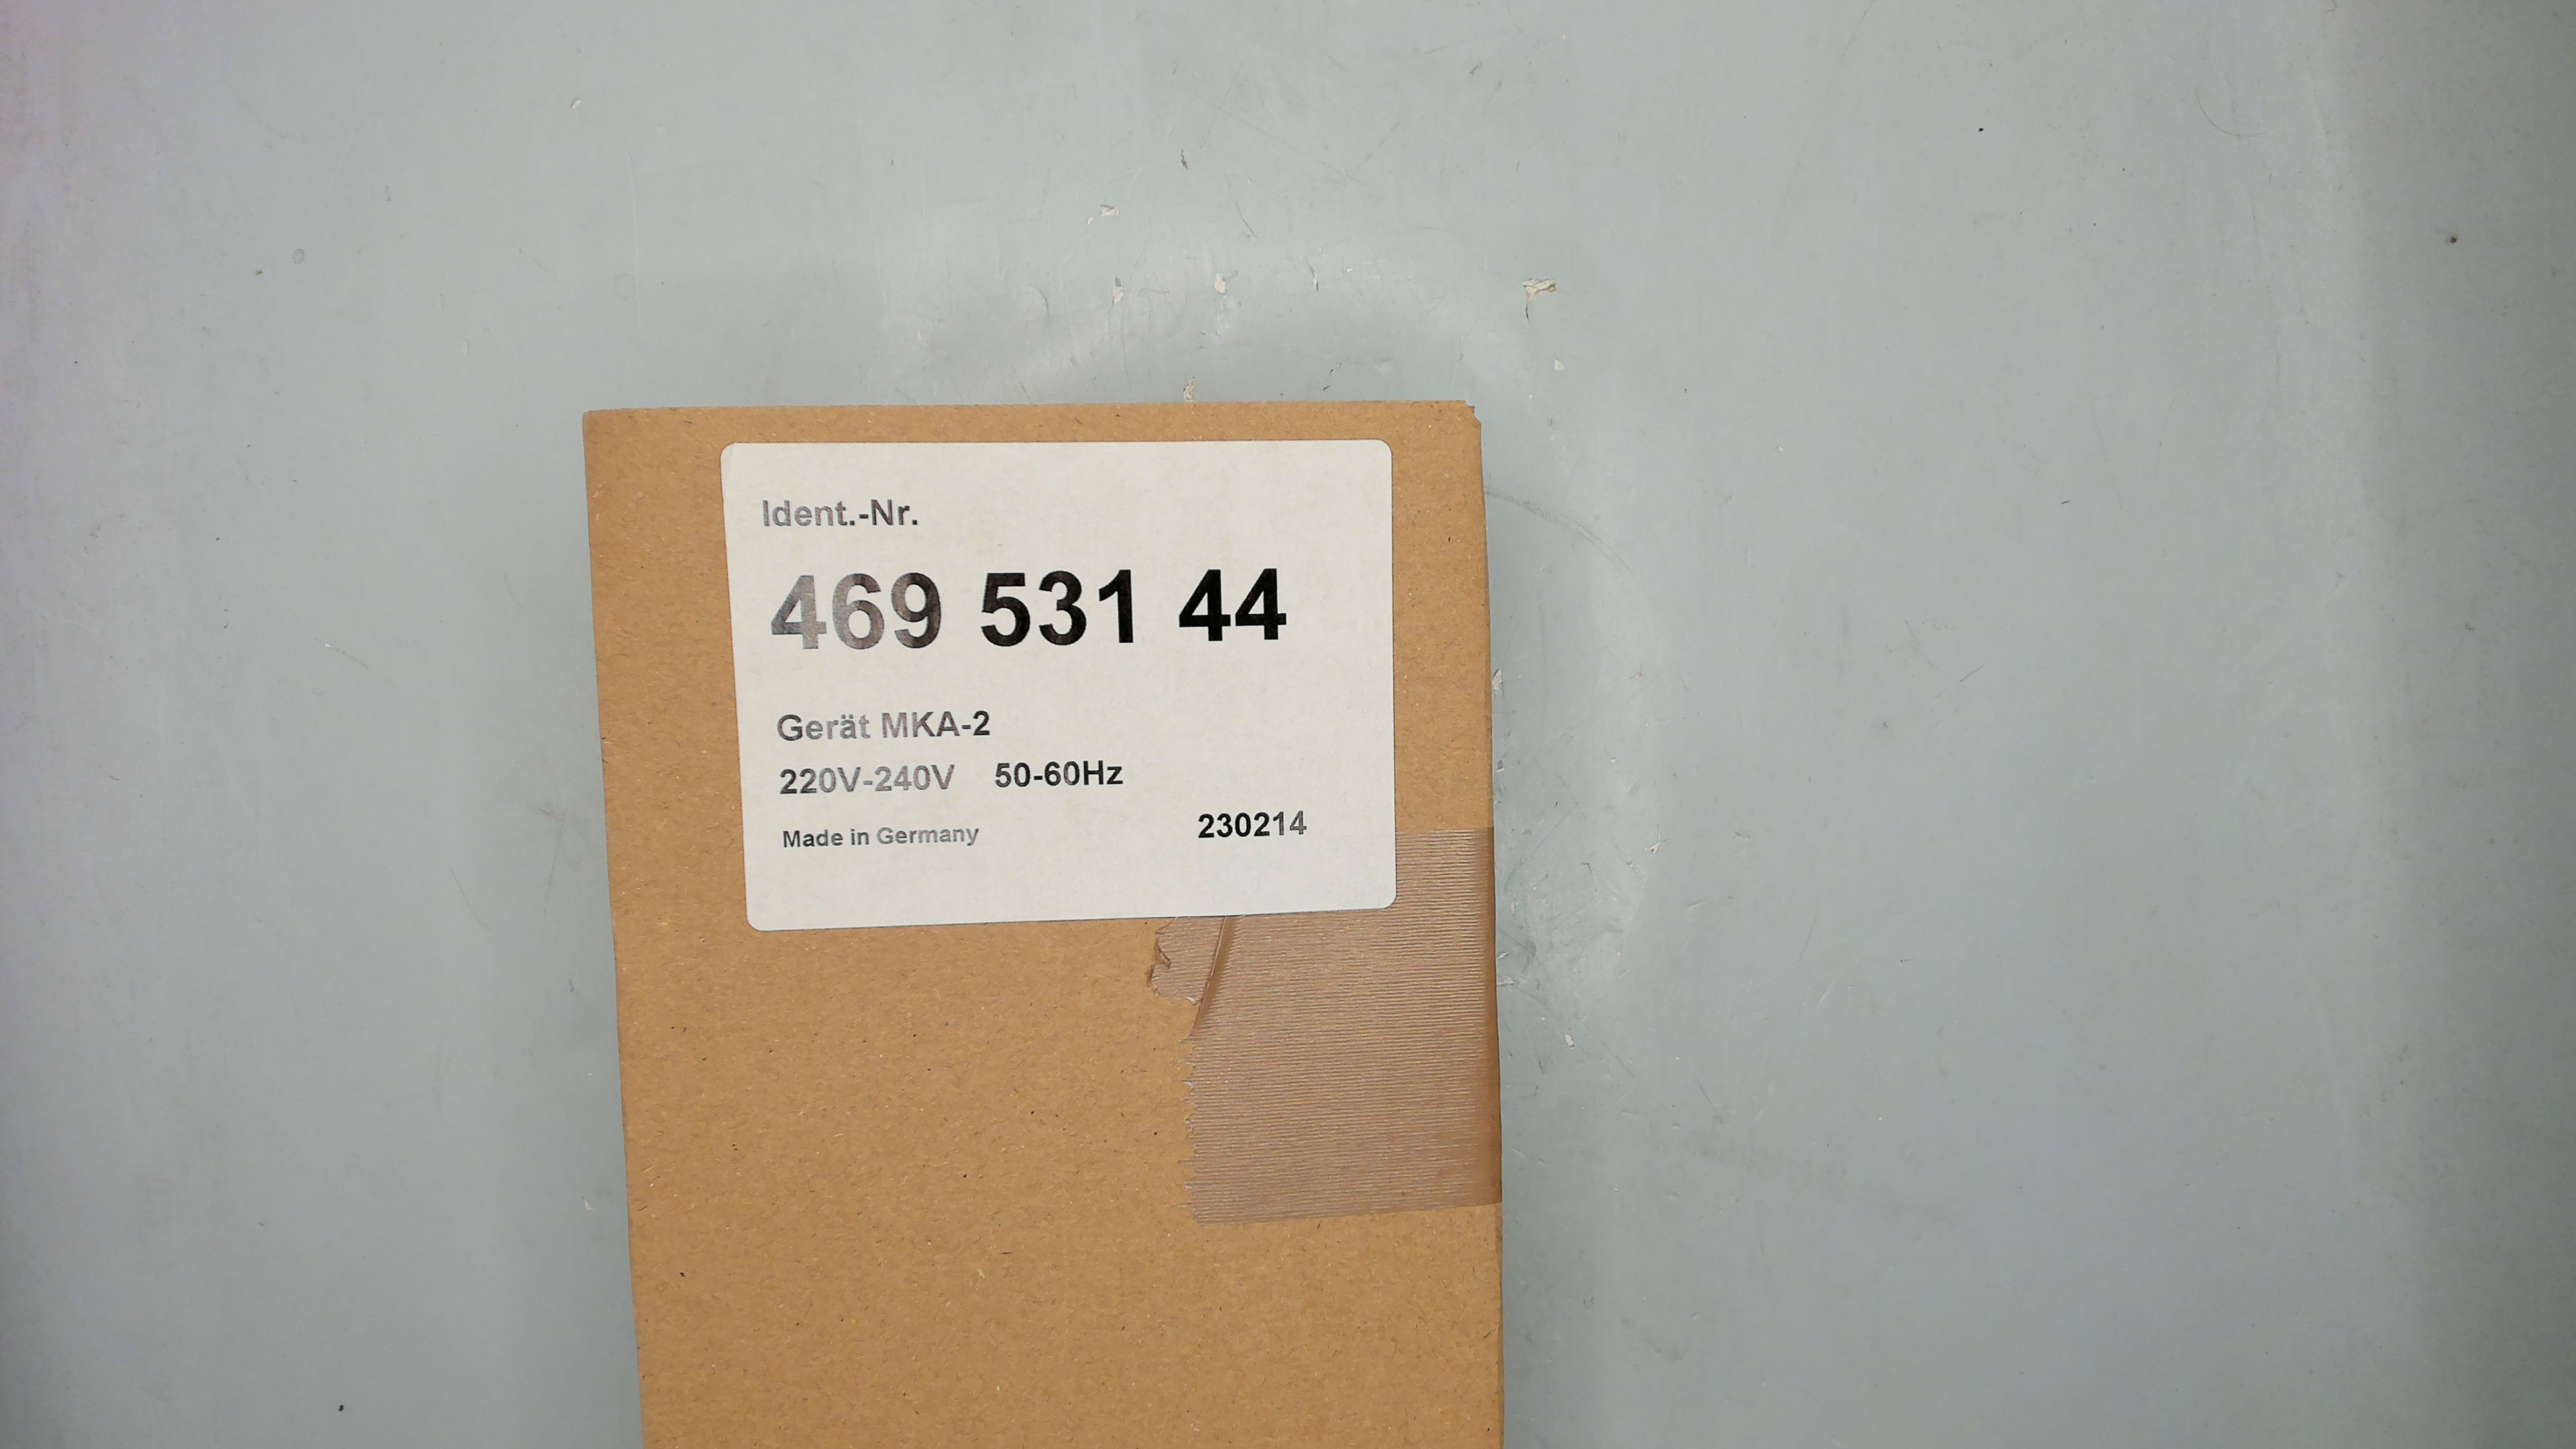 Ident.-Nr.
469 531 44
Gerät MKA-2
220V-240V 50-60Hz
Made in Germany 230214